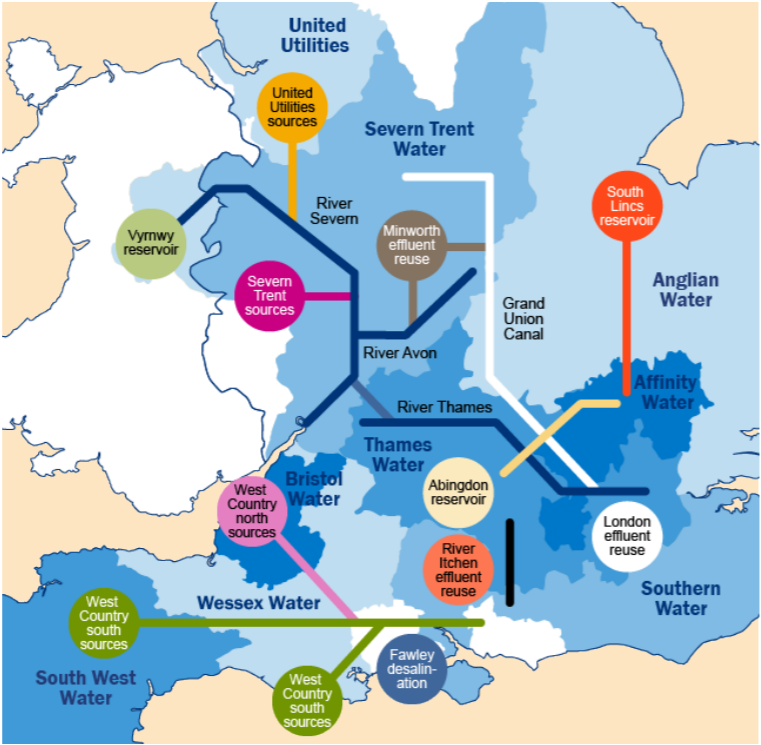 United
Utilities
United
Utilities
sources
Severn Trent
Water
River
Severn
South
Lincs
reservoir
Vyrnwy
reservoir
Minworth
effluent
reuse
Severn
Trent
sources
Anglian
Water
Grand
Union
Canal
River Avon
Affinity
Water
River Thames
Thames
Water
Bristol
Water
West
Country
north
sources
Abingdon
reservoir
London
effluent
reuse
River
Itchen
effluent
reuse
Southern
Water
Wessex Water
West
Country
south
sources
Fawley
desalin-
ation
South West
Water
West
Country
south
sources